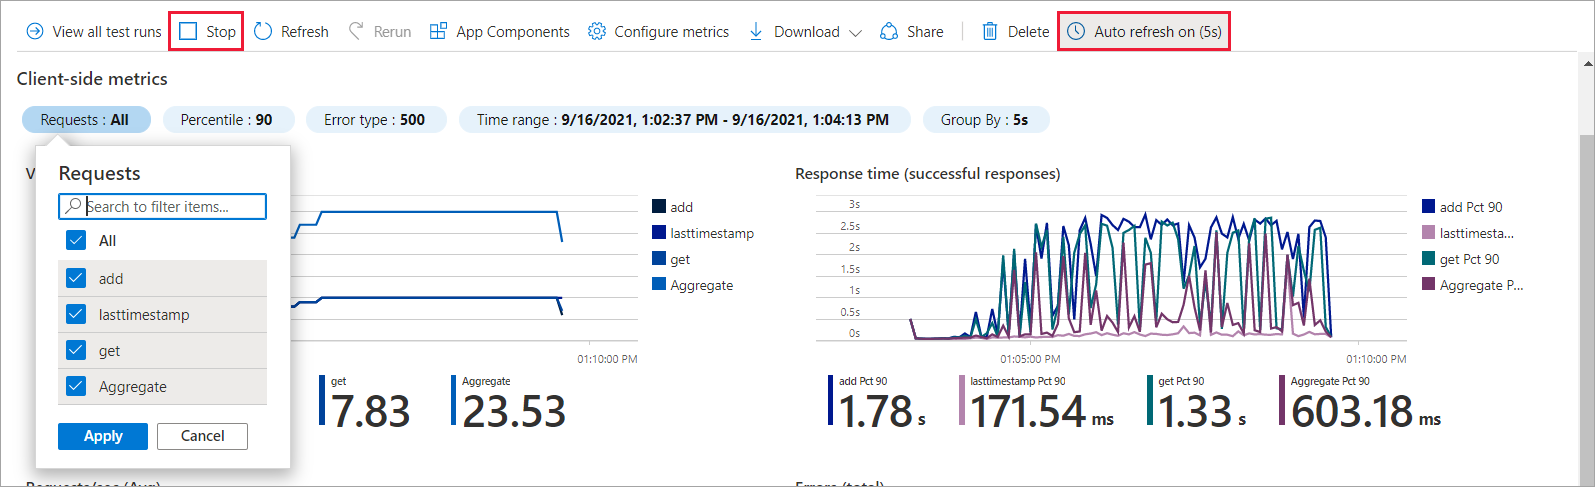 View all test runs Stop Refresh Rerun App Components Configure metrics Download Share Delete Auto refresh on (5s)
Client-side metrics
Requests : All Percentile : 90 Error type : 500 Time range : 9/16/2021, 1:02:37 PM - 9/16/2021, 1:04:13 PM Group By : 5s
Requests
Search to filter items...
All
add
lasttimestamp
get
Aggregate
Apply Cancel
add
lasttimestamp
get
Aggregate
01:10:00 PM
get
7.83
Aggregate
23.53
Response time (successful responses)
3s
2.5s
2s
1.5s
1s
0.5s
0s
01:05:00 PM 01:10:00 PM
add Pct 90
lasttimesta...
get Pct 90
Aggregate P...
add Pct 90
1.78 s
lasttimestamp Pct 90
171.54 ms
get Pct 90
1.33 s
Aggregate Pct 90
603.18 ms
Requests/sec (Avg)
Errors (total)